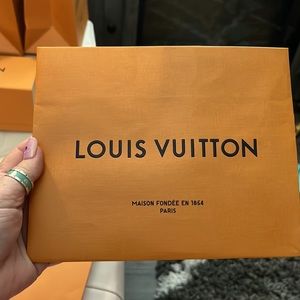 LOUIS VUITTON
MAISON FONDÉE EN 1854
PARIS